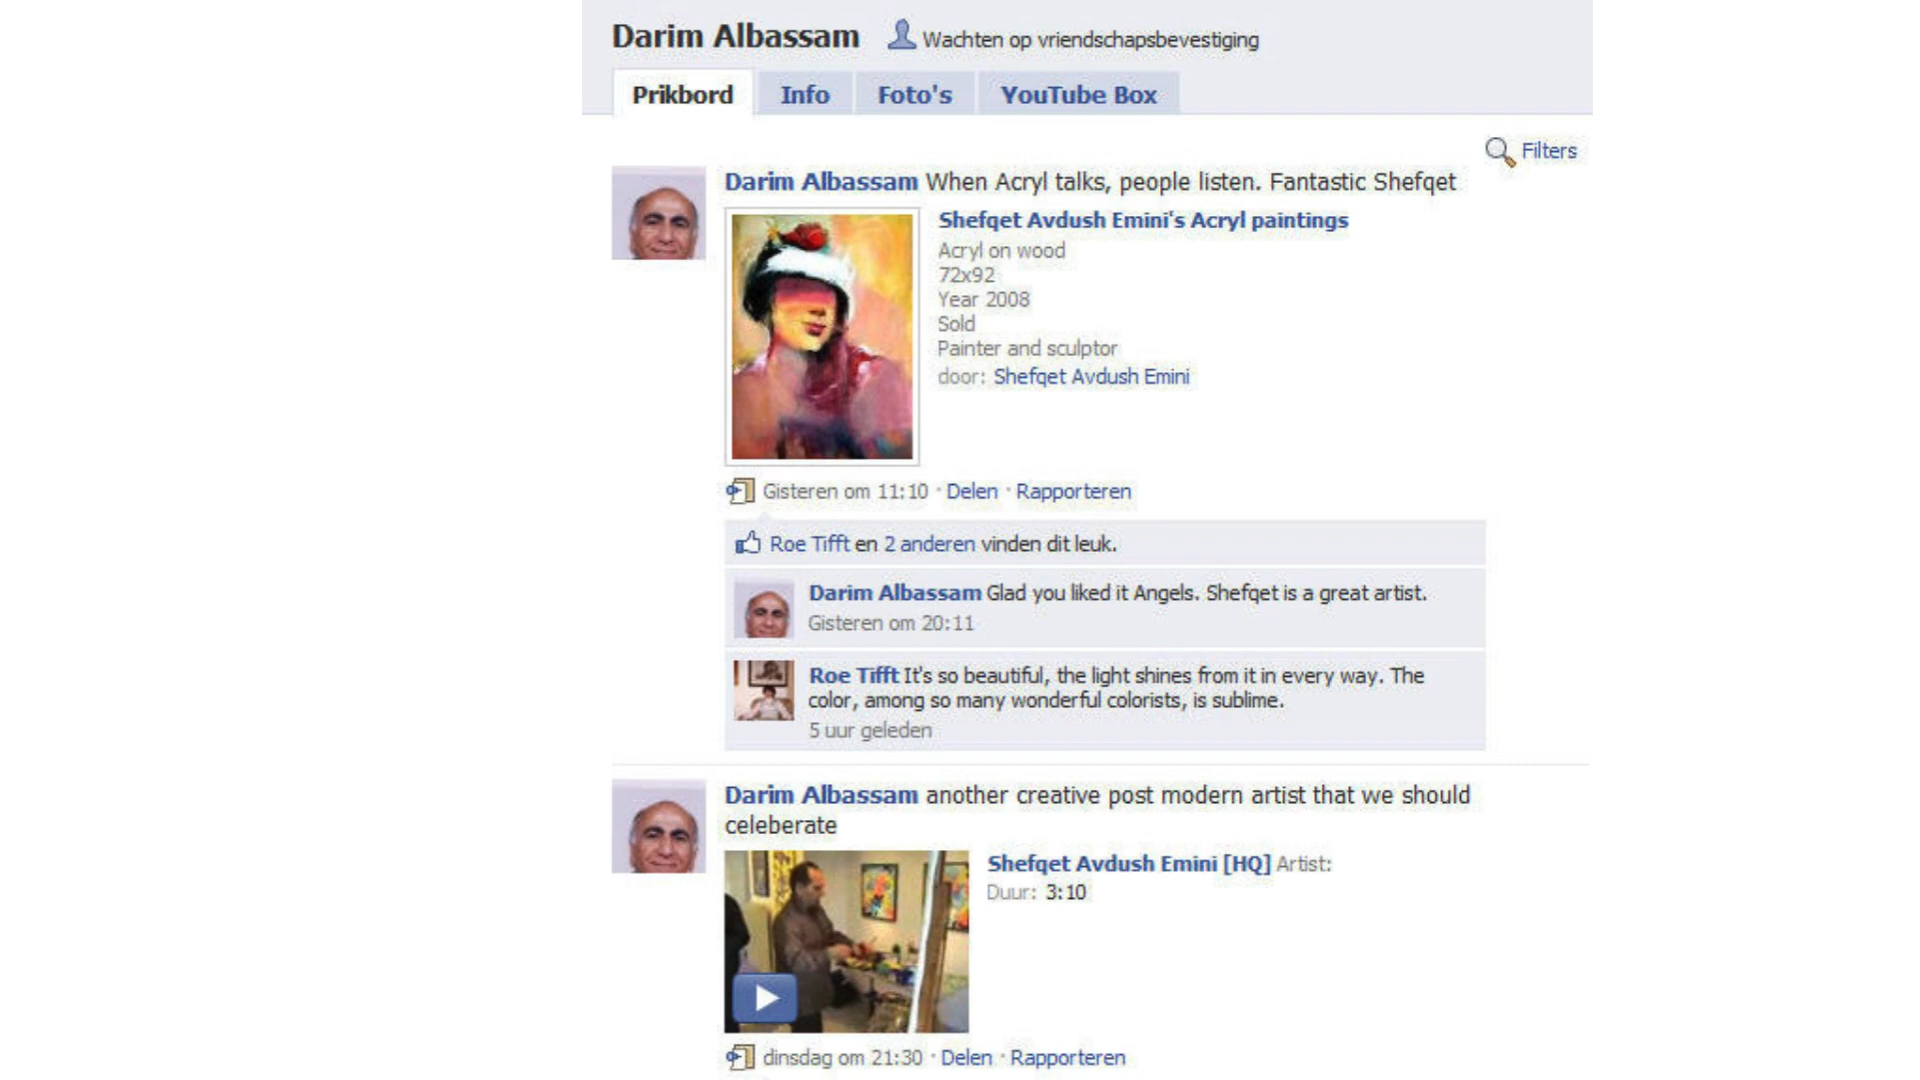 Darim Albassam Wachten op vriendschapsbevestiging
Prikbord Info Foto's YouTube Box
Filters
Darim Albassam When Acryl talks, people listen. Fantastic Shefqet
Shefqet Avdush Emini's Acryl paintings
Acryl on wood
72x92
Year 2008
Sold
Painter and sculptor
door: Shefqet Avdush Emini
Gisteren om 11:10 · Delen · Rapporteren
Roe Tifft en 2 anderen vinden dit leuk.
Darim Albassam Glad you liked it Angels. Shefqet is a great artist.
Gisteren om 20:11
Roe Tifft It's so beautiful, the light shines from it in every way. The
color, among so many wonderful colorists, is sublime.
5 uur geleden
Darim Albassam another creative post modern artist that we should
celeberate
Shefqet Avdush Emini [HQ] Artist:
Duur: 3:10
dinsdag om 21:30 · Delen · Rapporteren